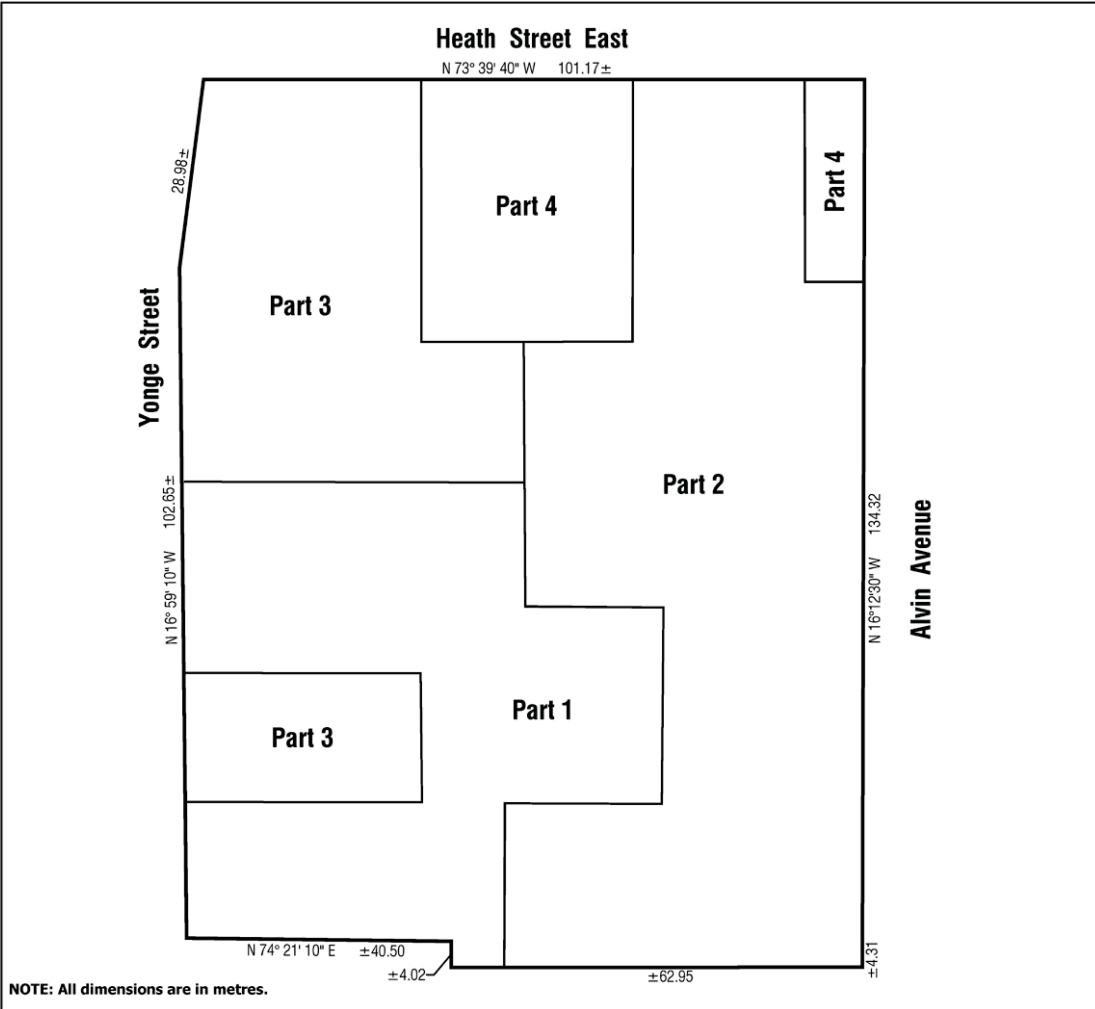 Heath Street East
N 73° 39' 40" W 101.17±
28.98±
Part 4
Part 4
Part 3
Yonge Street
Part 2
N 16° 59' 10" W 102.65±
N 16°12'30" W 134.32
Alvin Avenue
Part 1
Part 3
N 74° 21' 10" E ±40.50
±4.02
±62.95
±4.31
NOTE: All dimensions are in metres.